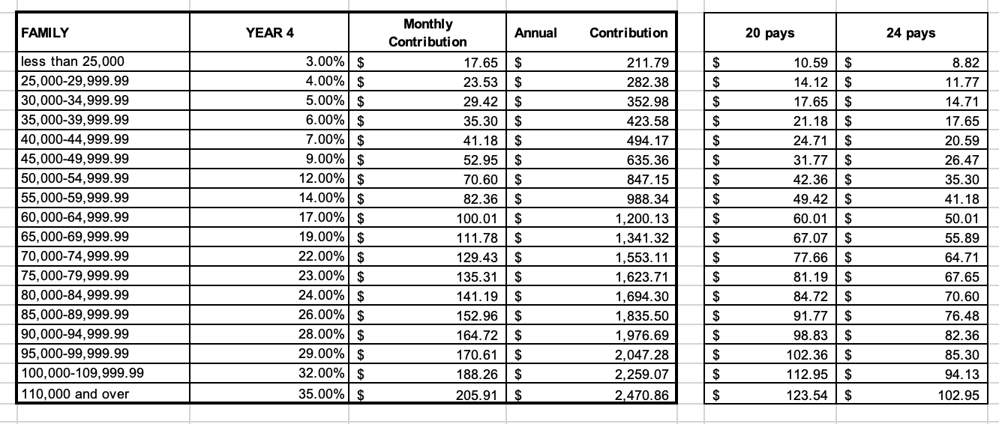 FAMILY YEAR 4 Monthly Contribution Annual Contribution 20 pays 24 pays
less than 25,000 3.00% $ 17.65 $ 211.79 $ 10.59 $ 8.82
25,000-29,999.99 4.00% $ 23.53 $ 282.38 $ 14.12 $ 11.77
30,000-34,999.99 5.00% $ 29.42 $ 352.98 $ 17.65 $ 14.71
35,000-39,999.99 6.00% $ 35.30 $ 423.58 $ 21.18 $ 17.65
40,000-44,999.99 7.00% $ 41.18 $ 494.17 $ 24.71 $ 20.59
45,000-49,999.99 9.00% $ 52.95 $ 635.36 $ 31.77 $ 26.47
50,000-54,999.99 12.00% $ 70.60 $ 847.15 $ 42.36 $ 35.30
55,000-59,999.99 14.00% $ 82.36 $ 988.34 $ 49.42 $ 41.18
60,000-64,999.99 17.00% $ 100.01 $ 1,200.13 $ 60.01 $ 50.01
65,000-69,999.99 19.00% $ 111.78 $ 1,341.32 $ 67.07 $ 55.89
70,000-74,999.99 22.00% $ 129.43 $ 1,553.11 $ 77.66 $ 64.71
75,000-79,999.99 23.00% $ 135.31 $ 1,623.71 $ 81.19 $ 67.65
80,000-84,999.99 24.00% $ 141.19 $ 1,694.30 $ 84.72 $ 70.60
85,000-89,999.99 26.00% $ 152.96 $ 1,835.50 $ 91.77 $ 76.48
90,000-94,999.99 28.00% $ 164.72 $ 1,976.69 $ 98.83 $ 82.36
95,000-99,999.99 29.00% $ 170.61 $ 2,047.28 $ 102.36 $ 85.30
100,000-109,999.99 32.00% $ 188.26 $ 2,259.07 $ 112.95 $ 94.13
110,000 and over 35.00% $ 205.91 $ 2,470.86 $ 123.54 $ 102.95